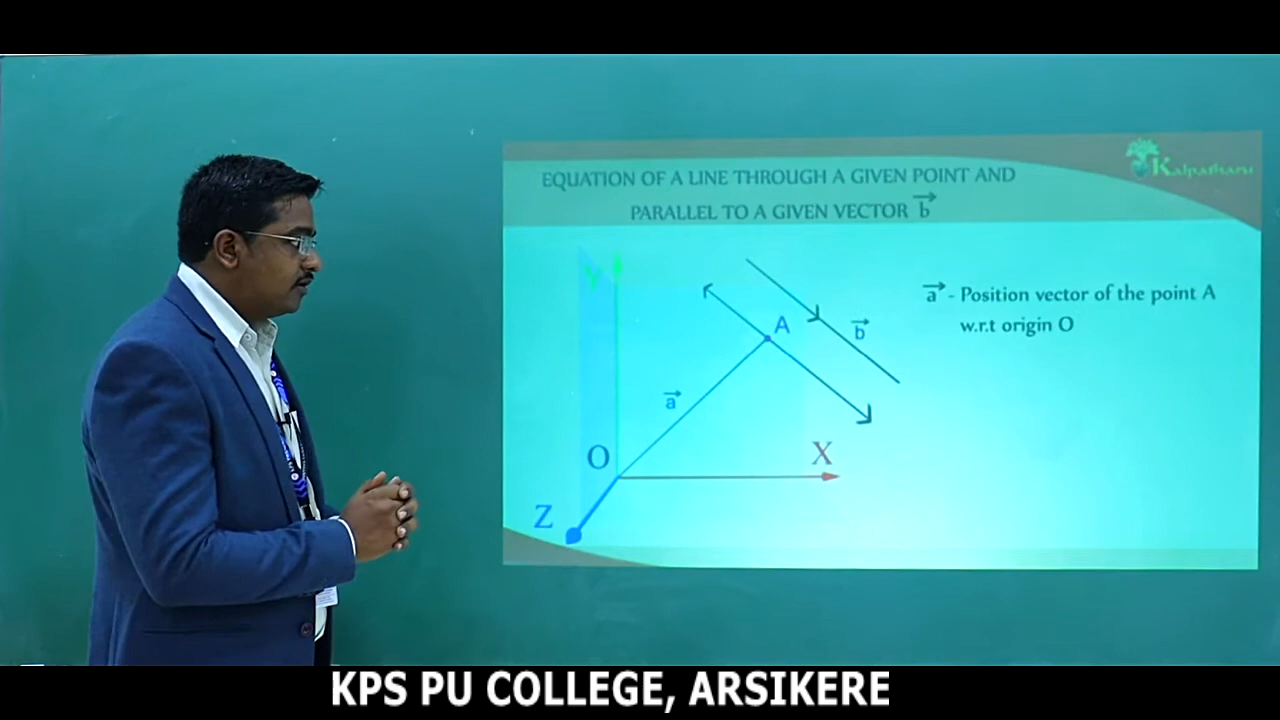 Kalpatharu
EQUATION OF A LINE THROUGH A GIVEN POINT AND
PARALLEL TO A GIVEN VECTOR b⃗
Y
A
b⃗
a⃗
O
X
Z
a⃗ - Position vector of the point A
w.r.t origin O
KPS PU COLLEGE, ARSIKERE